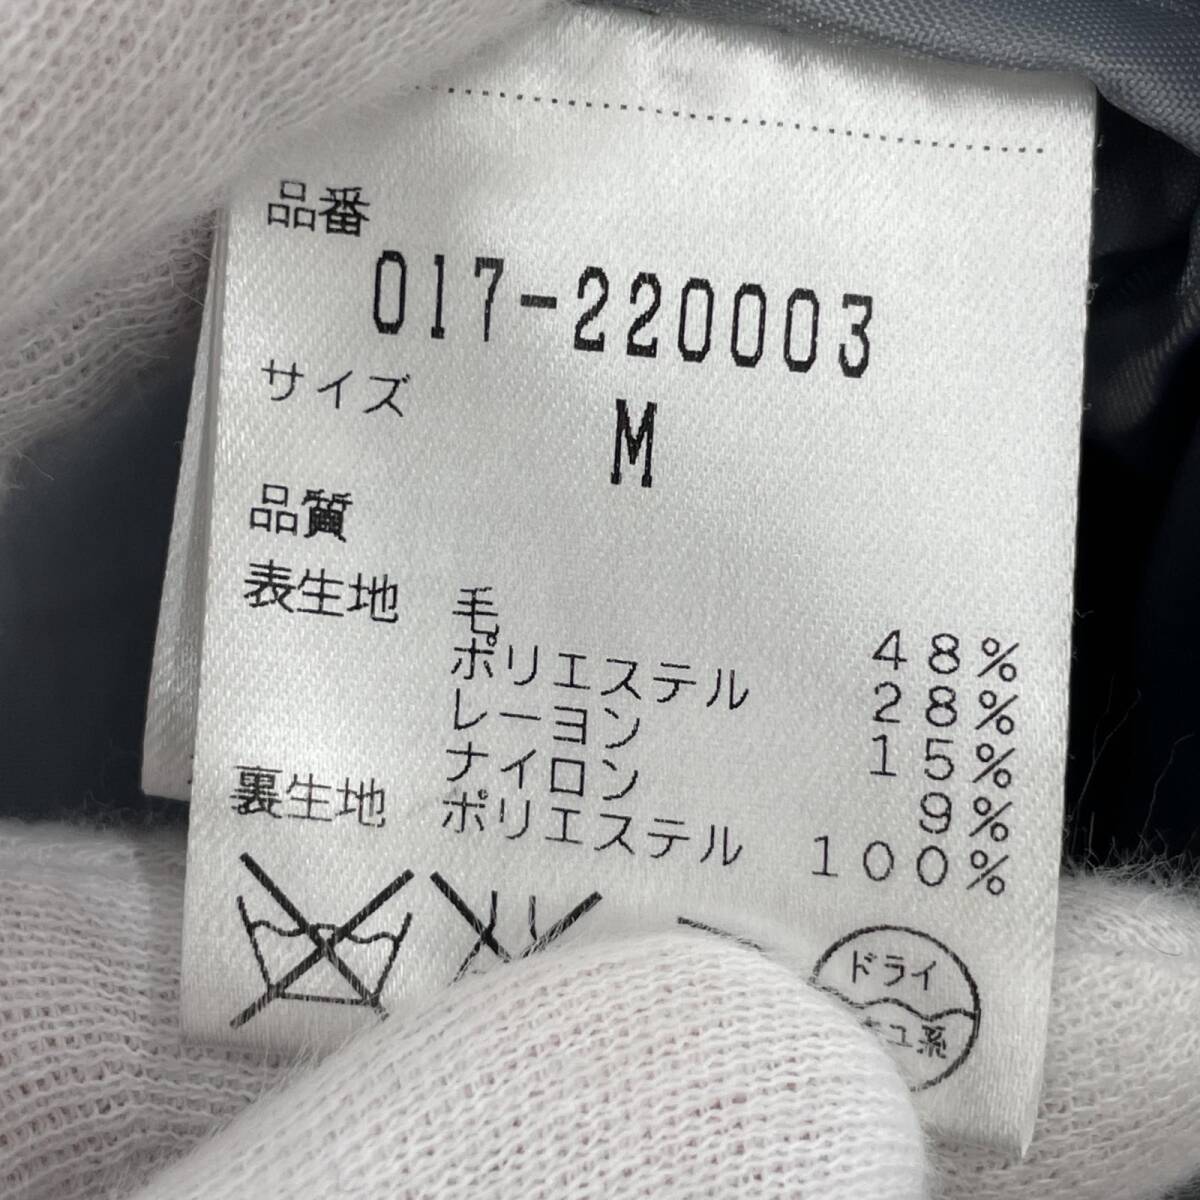 品番
017-220003
サイズ
M
品質
表生地 毛 48%
ポリエステル 28%
レーヨン 15%
ナイロン 9%
裏生地 ポリエステル 100%
ドライ
ユ系